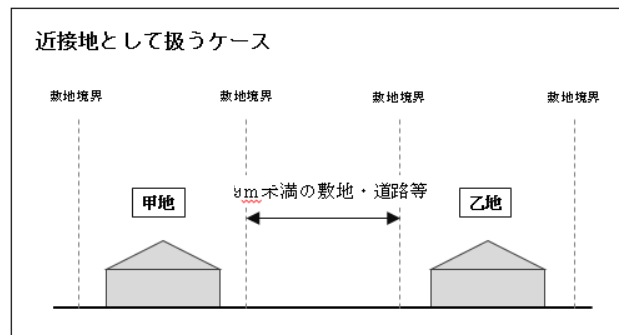 近接地として扱うケース
敷地境界 敷地境界 敷地境界 敷地境界
9m未満の敷地・道路等
甲地 乙地